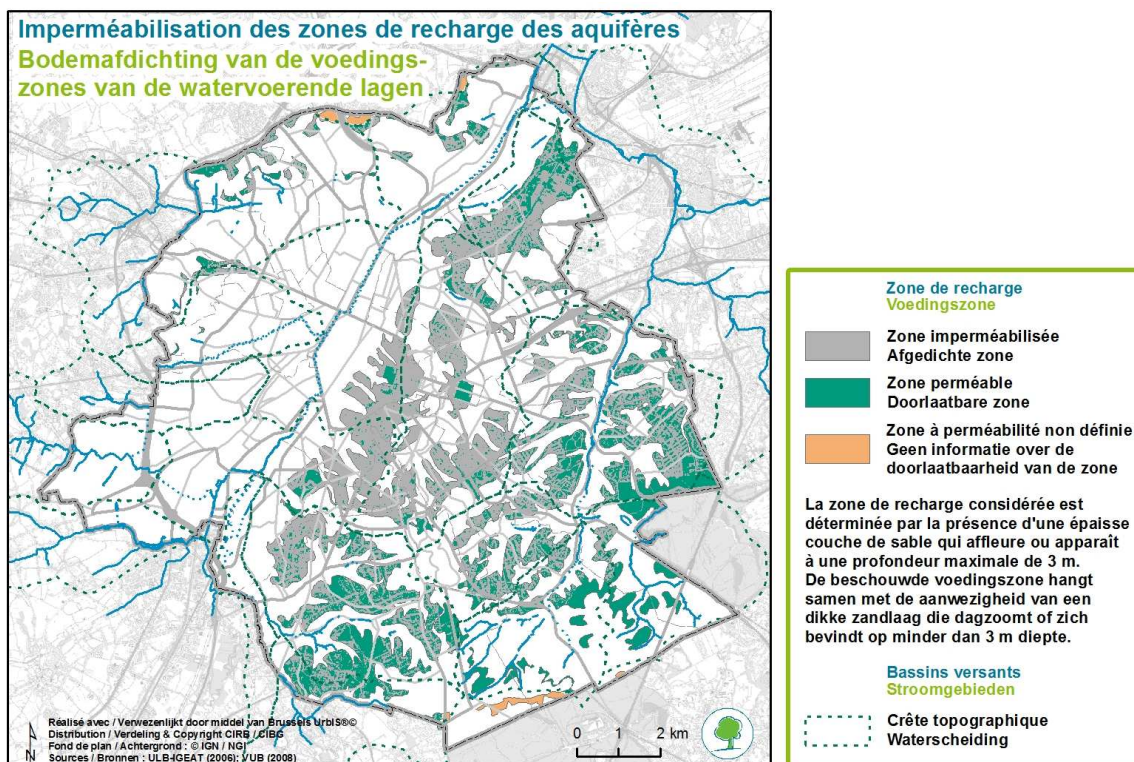 Imperméabilisation des zones de recharge des aquifères
Bodemafdichting van de voedings-
zones van de watervoerende lagen
Réalisé avec / Verwezenlijkt door middel van Brussels UrbIS®©
Distribution / Verdeling & Copyright CIRB / CIBG
Fond de plan / Achtergrond : © IGN / NGI
Sources / Bronnen : ULB-IGEAT (2006); VUB (2008)
N
0 1 2 km
Zone de recharge
Voedingszone
Zone imperméabilisée
Afgedichte zone
Zone perméable
Doorlaatbare zone
Zone à perméabilité non définie
Geen informatie over de
doorlaatbaarheid van de zone
La zone de recharge considérée est
déterminée par la présence d'une épaisse
couche de sable qui affleure ou apparaît
à une profondeur maximale de 3 m.
De beschouwde voedingszone hangt
samen met de aanwezigheid van een
dikke zandlaag die dagzoomt of zich
bevindt op minder dan 3 m diepte.
Bassins versants
Stroomgebieden
Crête topographique
Waterscheiding